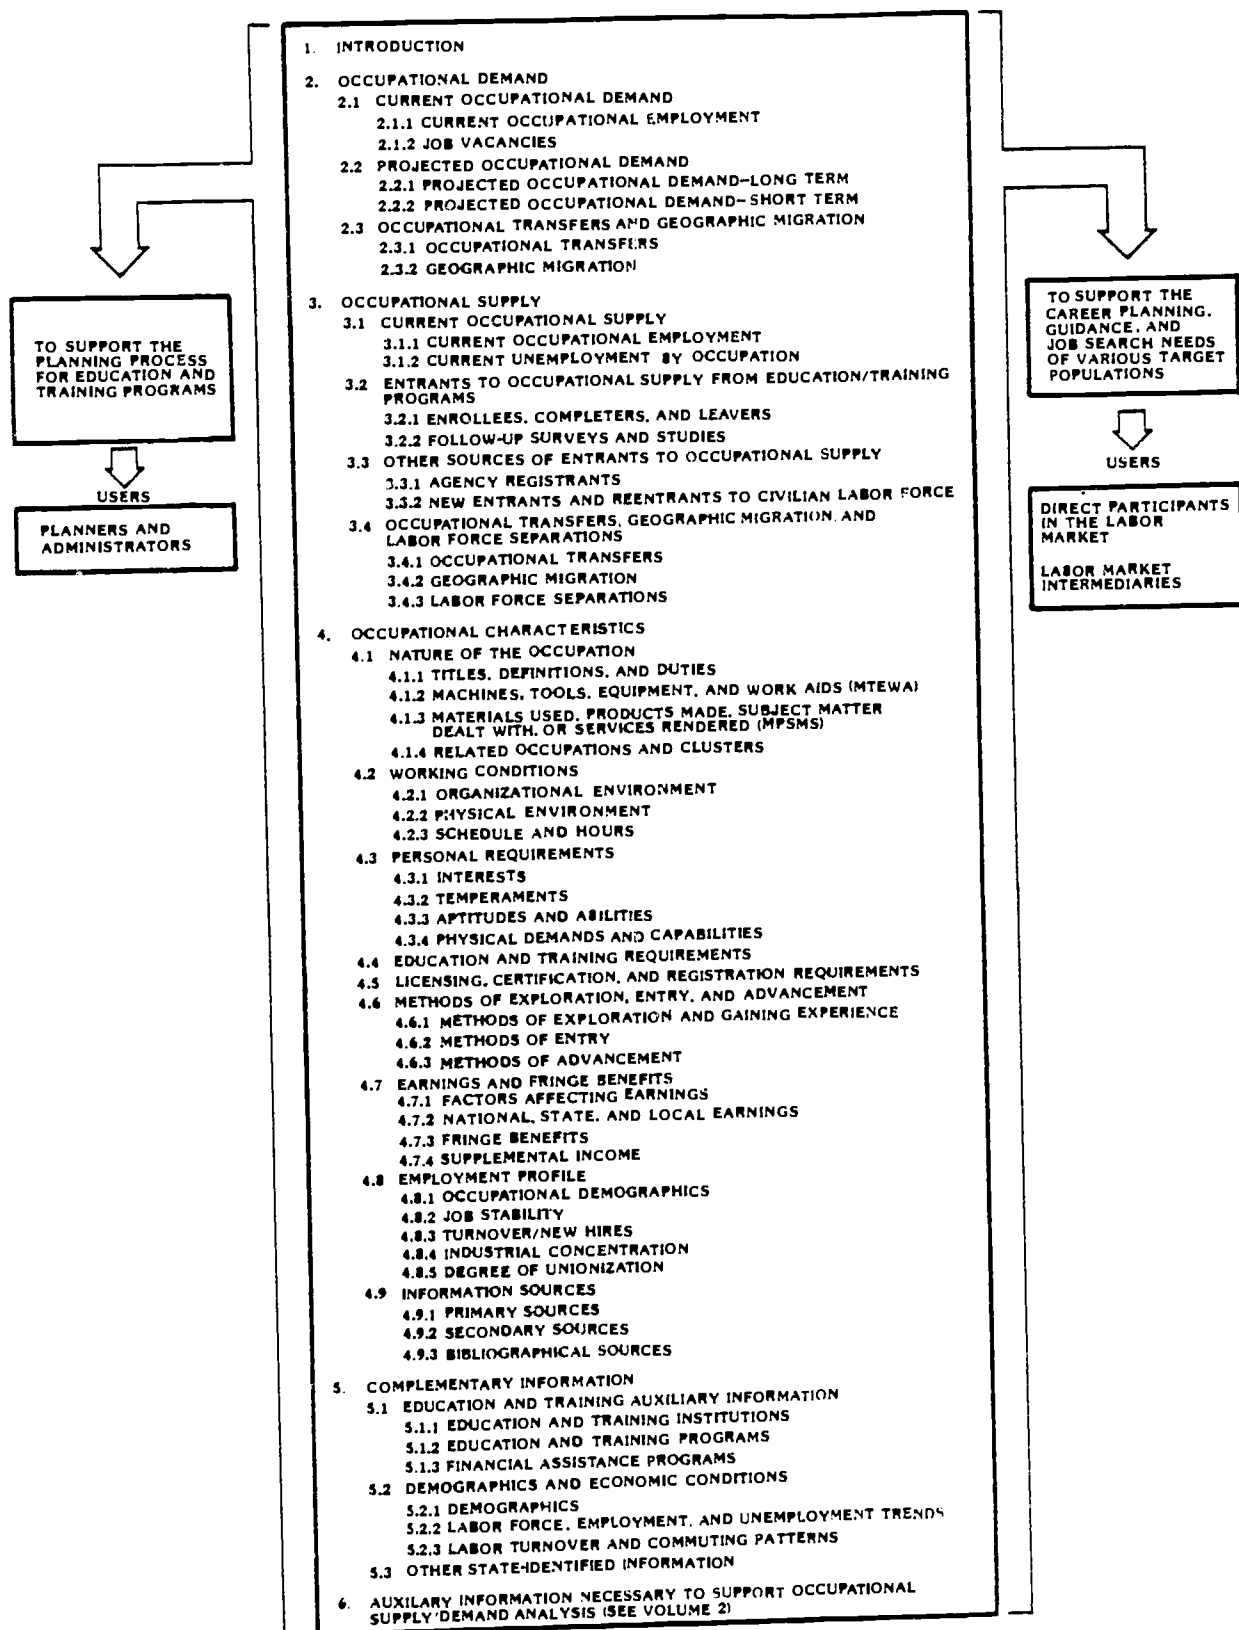 1. INTRODUCTION
2. OCCUPATIONAL DEMAND
2.1 CURRENT OCCUPATIONAL DEMAND
2.1.1 CURRENT OCCUPATIONAL EMPLOYMENT
2.1.2 JOB VACANCIES
2.2 PROJECTED OCCUPATIONAL DEMAND
2.2.1 PROJECTED OCCUPATIONAL DEMAND-LONG TERM
2.2.2 PROJECTED OCCUPATIONAL DEMAND-SHORT TERM
2.3 OCCUPATIONAL TRANSFERS AND GEOGRAPHIC MIGRATION
2.3.1 OCCUPATIONAL TRANSFERS
2.3.2 GEOGRAPHIC MIGRATION
3. OCCUPATIONAL SUPPLY
3.1 CURRENT OCCUPATIONAL SUPPLY
3.1.1 CURRENT OCCUPATIONAL EMPLOYMENT
3.1.2 CURRENT UNEMPLOYMENT BY OCCUPATION
3.2 ENTRANTS TO OCCUPATIONAL SUPPLY FROM EDUCATION/TRAINING
PROGRAMS
3.2.1 ENROLLEES, COMPLETERS, AND LEAVERS
3.2.2 FOLLOW-UP SURVEYS AND STUDIES
3.3 OTHER SOURCES OF ENTRANTS TO OCCUPATIONAL SUPPLY
3.3.1 AGENCY REGISTRANTS
3.3.2 NEW ENTRANTS AND REENTRANTS TO CIVILIAN LABOR FORCE
3.4 OCCUPATIONAL TRANSFERS, GEOGRAPHIC MIGRATION, AND
LABOR FORCE SEPARATIONS
3.4.1 OCCUPATIONAL TRANSFERS
3.4.2 GEOGRAPHIC MIGRATION
3.4.3 LABOR FORCE SEPARATIONS
4. OCCUPATIONAL CHARACTERISTICS
4.1 NATURE OF THE OCCUPATION
4.1.1 TITLES, DEFINITIONS, AND DUTIES
4.1.2 MACHINES, TOOLS, EQUIPMENT, AND WORK AIDS (MTEWA)
4.1.3 MATERIALS USED, PRODUCTS MADE, SUBJECT MATTER
DEALT WITH, OR SERVICES RENDERED (MPSMS)
4.1.4 RELATED OCCUPATIONS AND CLUSTERS
4.2 WORKING CONDITIONS
4.2.1 ORGANIZATIONAL ENVIRONMENT
4.2.2 PHYSICAL ENVIRONMENT
4.2.3 SCHEDULE AND HOURS
4.3 PERSONAL REQUIREMENTS
4.3.1 INTERESTS
4.3.2 TEMPERAMENTS
4.3.3 APTITUDES AND ABILITIES
4.3.4 PHYSICAL DEMANDS AND CAPABILITIES
4.4 EDUCATION AND TRAINING REQUIREMENTS
4.5 LICENSING, CERTIFICATION, AND REGISTRATION REQUIREMENTS
4.6 METHODS OF EXPLORATION, ENTRY, AND ADVANCEMENT
4.6.1 METHODS OF EXPLORATION AND GAINING EXPERIENCE
4.6.2 METHODS OF ENTRY
4.6.3 METHODS OF ADVANCEMENT
4.7 EARNINGS AND FRINGE BENEFITS
4.7.1 FACTORS AFFECTING EARNINGS
4.7.2 NATIONAL, STATE, AND LOCAL EARNINGS
4.7.3 FRINGE BENEFITS
4.7.4 SUPPLEMENTAL INCOME
4.8 EMPLOYMENT PROFILE
4.8.1 OCCUPATIONAL DEMOGRAPHICS
4.8.2 JOB STABILITY
4.8.3 TURNOVER/NEW HIRES
4.8.4 INDUSTRIAL CONCENTRATION
4.8.5 DEGREE OF UNIONIZATION
4.9 INFORMATION SOURCES
4.9.1 PRIMARY SOURCES
4.9.2 SECONDARY SOURCES
4.9.3 BIBLIOGRAPHICAL SOURCES
5. COMPLEMENTARY INFORMATION
5.1 EDUCATION AND TRAINING AUXILIARY INFORMATION
5.1.1 EDUCATION AND TRAINING INSTITUTIONS
5.1.2 EDUCATION AND TRAINING PROGRAMS
5.1.3 FINANCIAL ASSISTANCE PROGRAMS
5.2 DEMOGRAPHICS AND ECONOMIC CONDITIONS
5.2.1 DEMOGRAPHICS
5.2.2 LABOR FORCE, EMPLOYMENT, AND UNEMPLOYMENT TRENDS
5.2.3 LABOR TURNOVER AND COMMUTING PATTERNS
5.3 OTHER STATE-IDENTIFIED INFORMATION
6. AUXILARY INFORMATION NECESSARY TO SUPPORT OCCUPATIONAL
SUPPLY/DEMAND ANALYSIS (SEE VOLUME 2)
TO SUPPORT THE
PLANNING PROCESS
FOR EDUCATION AND
TRAINING PROGRAMS
USERS
PLANNERS AND
ADMINISTRATORS
TO SUPPORT THE
CAREER PLANNING,
GUIDANCE, AND
JOB SEARCH NEEDS
OF VARIOUS TARGET
POPULATIONS
USERS
DIRECT PARTICIPANTS
IN THE LABOR
MARKET
LABOR MARKET
INTERMEDIARIES